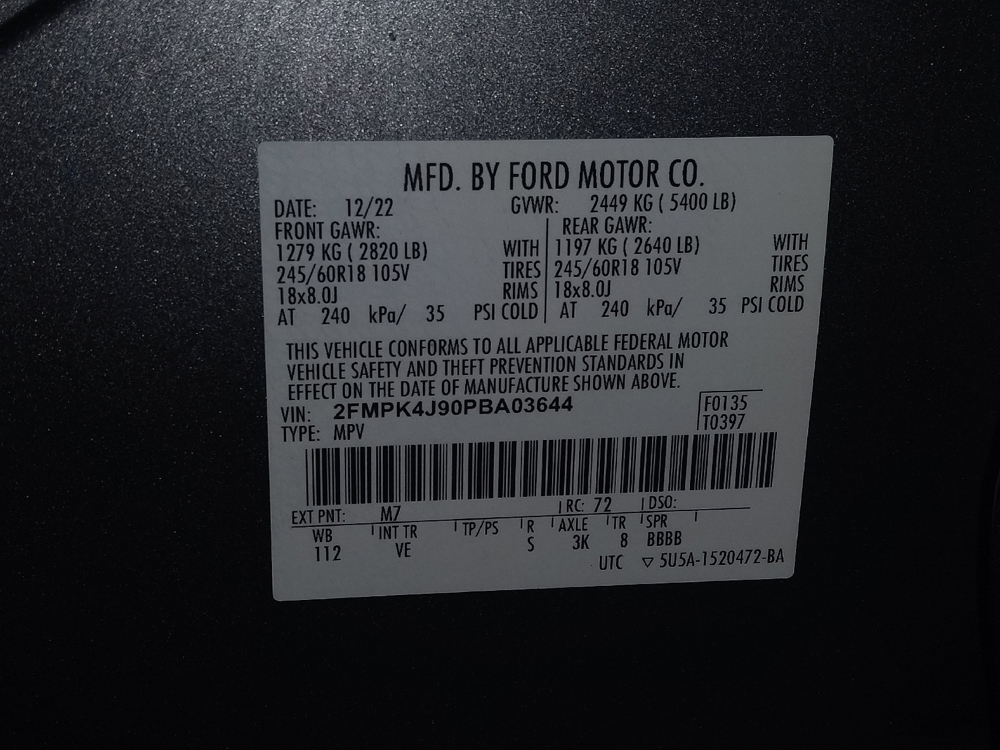 MFD. BY FORD MOTOR CO.
DATE: 12/22 GVWR: 2449 KG ( 5400 LB)
FRONT GAWR: REAR GAWR:
1279 KG ( 2820 LB) WITH 1197 KG ( 2640 LB) WITH
245/60R18 105V TIRES 245/60R18 105V TIRES
18x8.0J RIMS 18x8.0J RIMS
AT 240 kPa/ 35 PSI COLD AT 240 kPa/ 35 PSI COLD
THIS VEHICLE CONFORMS TO ALL APPLICABLE FEDERAL MOTOR
VEHICLE SAFETY AND THEFT PREVENTION STANDARDS IN
EFFECT ON THE DATE OF MANUFACTURE SHOWN ABOVE.
VIN: 2FMPK4J90PBA03644 F0135
TYPE: MPV T0397
EXT PNT: M7 RC: 72 DSO:
WB INT TR TP/PS R AXLE TR SPR
112 VE S 3K 8 BBBB
UTC ▽ 5U5A-1520472-BA